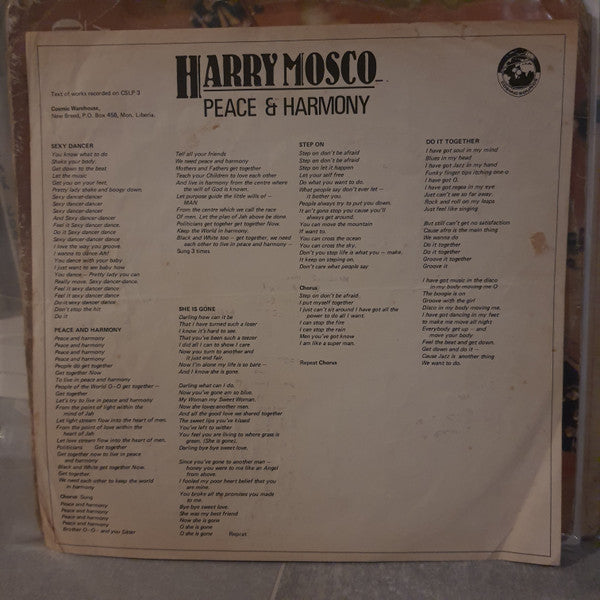 HARRY MOSCO
PEACE & HARMONY
Text of works recorded on CSLP 3
Cosmic Warehouse,
New Breed, P.O. Box 458, Mon, Liberia.
SEXY DANCER
You know what to do
Shake your body.
Get down to the beat
Let the music
Get you on your feet,
Pretty lady shake and boogy down
Sexy dancer-dancer
Sexy dancer-dancer
Sexy dancer dancer
And Sexy dancer-dancer
Feel it Sexy dancer dance.
Do it Sexy dancer dance
Sexy dancer dancer dance
I love the way you groove.
I wanna to dance Ah!
You dance with your body
I just want to see baby how
You dance — Pretty lady you can
Really move. Sexy dancer-dance.
Feel it sexy dancer dance
Feel it sexy dancer dance
Do it sexy dancer dance
Don't stop the hit
Do it
PEACE AND HARMONY
Peace and harmony
Peace and harmony
Peace and harmony
Peace and harmony
People do get together
Get together Now
To live in peace and harmony
People of the World O-O get together —
Get together
Let's try to live in peace and harmony
From the point of light within the
mind of Jah
Let light stream flow into the heart of men.
From the point of love within the
heart of Jah
Let love stream flow into the heart of men.
Politicians Get together
Get together now to live in peace
and harmony
Black and White get together Now.
Get together.
We need each other to keep the world
in harmony
Chorus Sung
Peace and harmony
Peace and harmony
Peace and harmony
Peace and harmony
Brother O-O - and you Sister
Tell all your friends
We need peace and harmony
Mothers and Fathers get together
Teach your Children to love each other
And live in harmony from the centre where
the will of God is known.
Let purpose guide the little wills of —
MAN.
From the centre which we call the race
Of men. Let the plan of Jah above be done.
Politicians get together get together Now.
Keep the World in harmony.
Black and White too — get together, we need
each other to live in peace and harmony —
Sung 3 times.
SHE IS GONE
Darling how can it be
That I have turned such a loser
I know it's hard to see.
That you've been such a teezer
I did all I can to show I care
Now you turn to another and
it just end fair.
Now I'm alone my life is so bare —
And I know she is gone.
Darling what can I do.
Now you've gone am so blue.
My Woman my Sweet Woman.
Now she loves another man.
And all the good love we shared together
The sweet lips you've kissed
You've left to wither
You feel you are living to where grass is
green. (She is gone).
Darling bye bye sweet love.
Since you've gone to another man —
honey you were to me like an Angel
from above.
I fooled my poor heart belief that you
are mine.
You broke all the promises you made
to me.
Bye bye sweet love.
She was my best friend
Now she is gone
O she is gone
O she is gone Repeat.
STEP ON
Step on don't be afraid
Step on don't be afraid
Step on let it happen
Let your self free
Do what you want to do.
What people say don't ever let —
it bother you.
People always try to put you down.
It ain't gona stop you cause you'll
always get around.
You can move the mountain
If want to.
You can cross the ocean
You can cross the sky.
Don't you stop life is what you — make.
It keep on steping on.
Don't care what people say
Chorus
Step on don't be afraid
I put myself together
I just can't sit around I have got all the
power to do all I want.
I can stop the fire
I can stop the rain
Men you've got know
I am like a super man.
Repeat Chorus
DO IT TOGETHER
I have got soul in my mind
Blues in my head
I have got Jazz in my hand
Funky finger tips itching one-o
I have got O.
I have got regea in my eye
Just can't see so far away.
Rock and roll on my leaps
Just feel like singing
But still can't get no satisfaction
Cause afro is the main thing
We wanna do
Do it together
Do it together
Groove it together
Groove it
I have got music in the disco
in my body moving me O
The boogie is on
Groove with the girl
Disco in my body moving me.
I have got dancing in my feet
to make me move all night
Everybody get up - and
move your body
Feel the beat and get down.
Get down and do it —
Cause Jazz is another thing
We want to do.